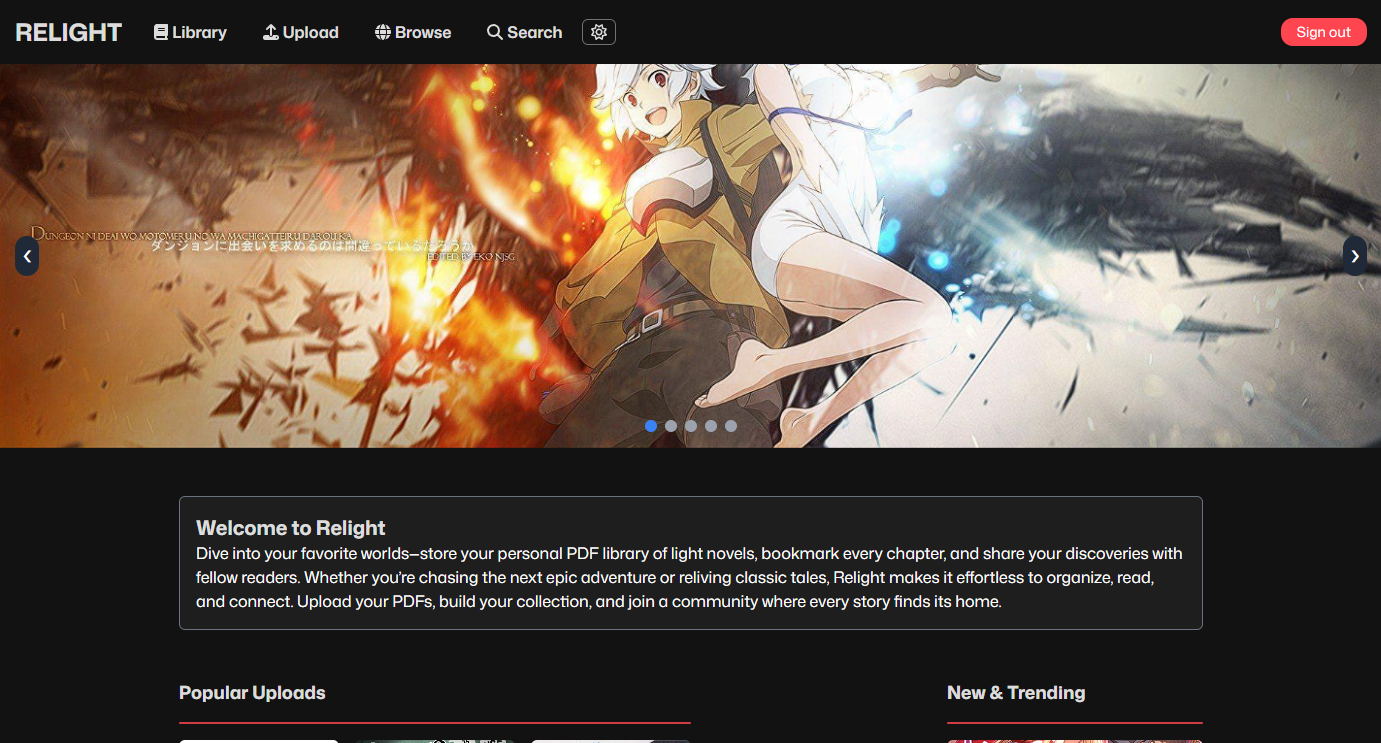 RELIGHT
Library
Upload
Browse
Search
Sign out
DUNGEON NI DEAI WO MOTOMERU NO WA MACHIGATTEIRU DAROU KA
ダンジョンに出会いを求めるのは間違っているだろうか
EDITED BY EKO NJSG
Welcome to Relight
Dive into your favorite worlds—store your personal PDF library of light novels, bookmark every chapter, and share your discoveries with
fellow readers. Whether you’re chasing the next epic adventure or reliving classic tales, Relight makes it effortless to organize, read,
and connect. Upload your PDFs, build your collection, and join a community where every story finds its home.
Popular Uploads
New & Trending